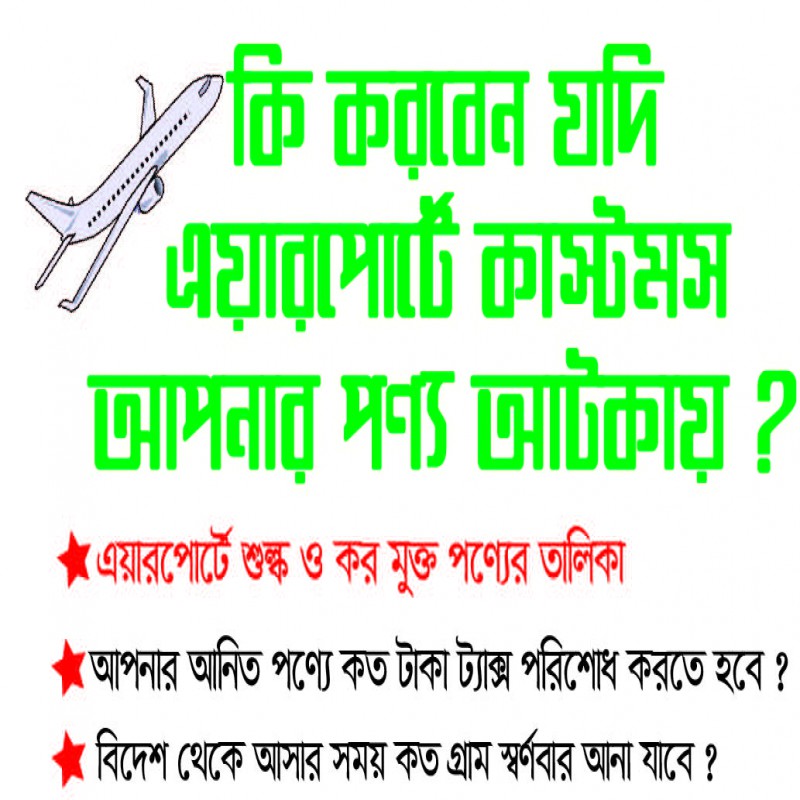 কি করবেন যদি
এয়ারপোর্টে কাস্টমস
আপনার পণ্য আটকায় ?
এয়ারপোর্টে শুল্ক ও কর মুক্ত পণ্যের তালিকা
আপনার আনিত পণ্যে কত টাকা ট্যাক্স পরিশোধ করতে হবে ?
বিদেশ থেকে আসার সময় কত গ্রাম স্বর্ণবার আনা যাবে ?